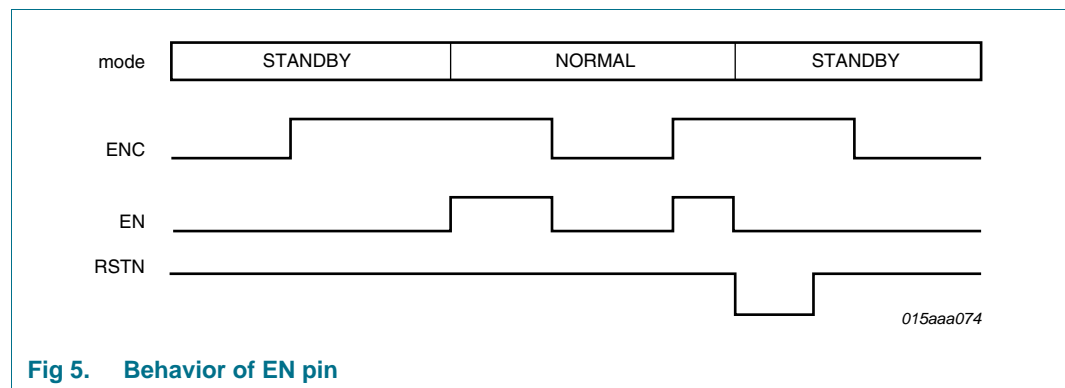 mode STANDBY NORMAL STANDBY
ENC
EN
RSTN
015aaa074
Fig 5. Behavior of EN pin